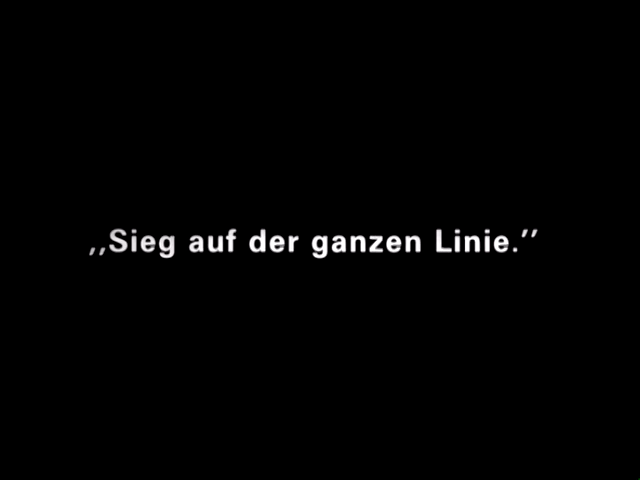 ,,Sieg auf der ganzen Linie.’’